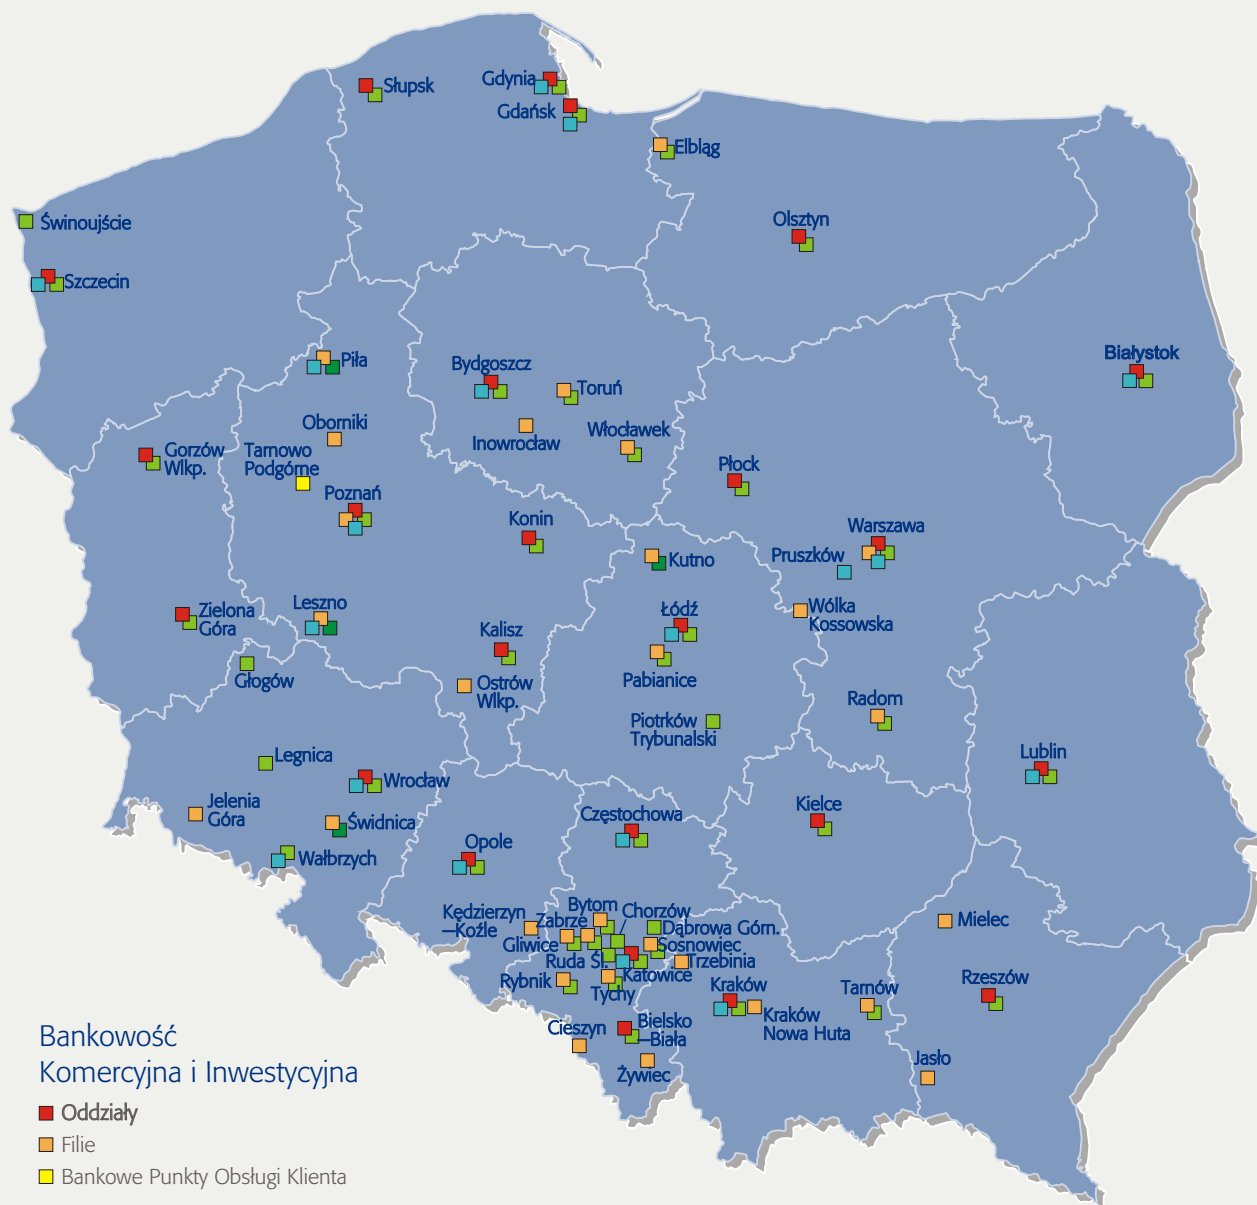 Słupsk
Gdynia
Gdańsk
Elbląg
Olsztyn
Świnoujście
Szczecin
Piła
Bydgoszcz
Toruń
Białystok
Oborniki
Inowrocław
Włocławek
Gorzów
Wlkp.
Tarnowo
Podgórne
Płock
Poznań
Konin
Warszawa
Pruszków
Kutno
Zielona
Góra
Leszno
Łódź
Wólka
Kossowska
Kalisz
Głogów
Ostrów
Wlkp.
Pabianice
Radom
Piotrków
Trybunalski
Legnica
Lublin
Wrocław
Jelenia
Góra
Świdnica
Częstochowa
Kielce
Wałbrzych
Opole
Kędzierzyn
–Koźle
Zabrze
Bytom
/
Chorzów
Dąbrowa Górn.
Mielec
Gliwice
Sosnowiec
Ruda Śl.
Trzebinia
Katowice
Rybnik
Tychy
Kraków
Tarnów
Rzeszów
Kraków
Nowa Huta
Cieszyn
Bielsko
–Biała
Żywiec
Jasło
Bankowość
Komercyjna i Inwestycyjna
Oddziały
Filie
Bankowe Punkty Obsługi Klienta